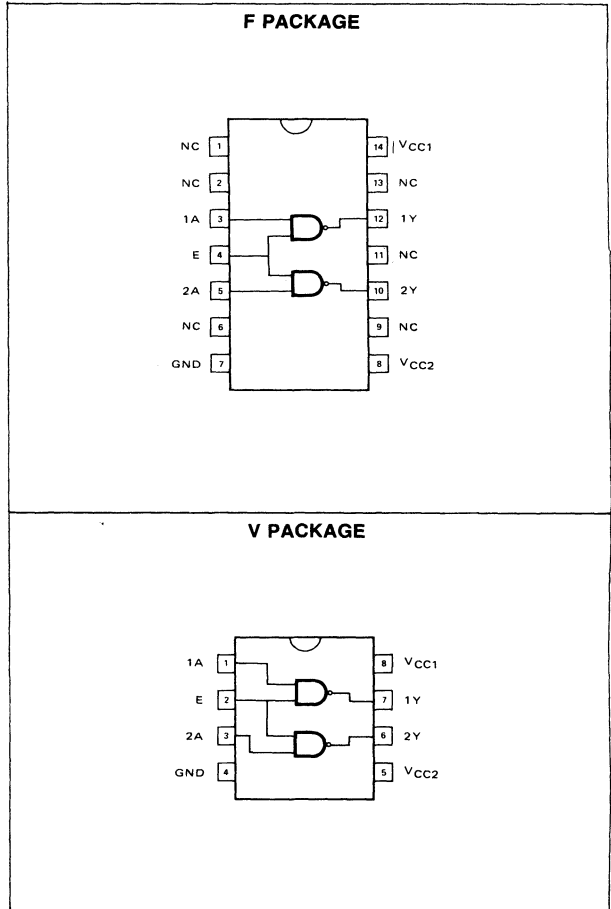 F PACKAGE
NC 1 14 VCC1
NC 2 13 NC
1A 3 12 1Y
E 4 11 NC
2A 5 10 2Y
NC 6 9 NC
GND 7 8 VCC2
V PACKAGE
1A 1 8 VCC1
E 2 7 1Y
2A 3 6 2Y
GND 4 5 VCC2